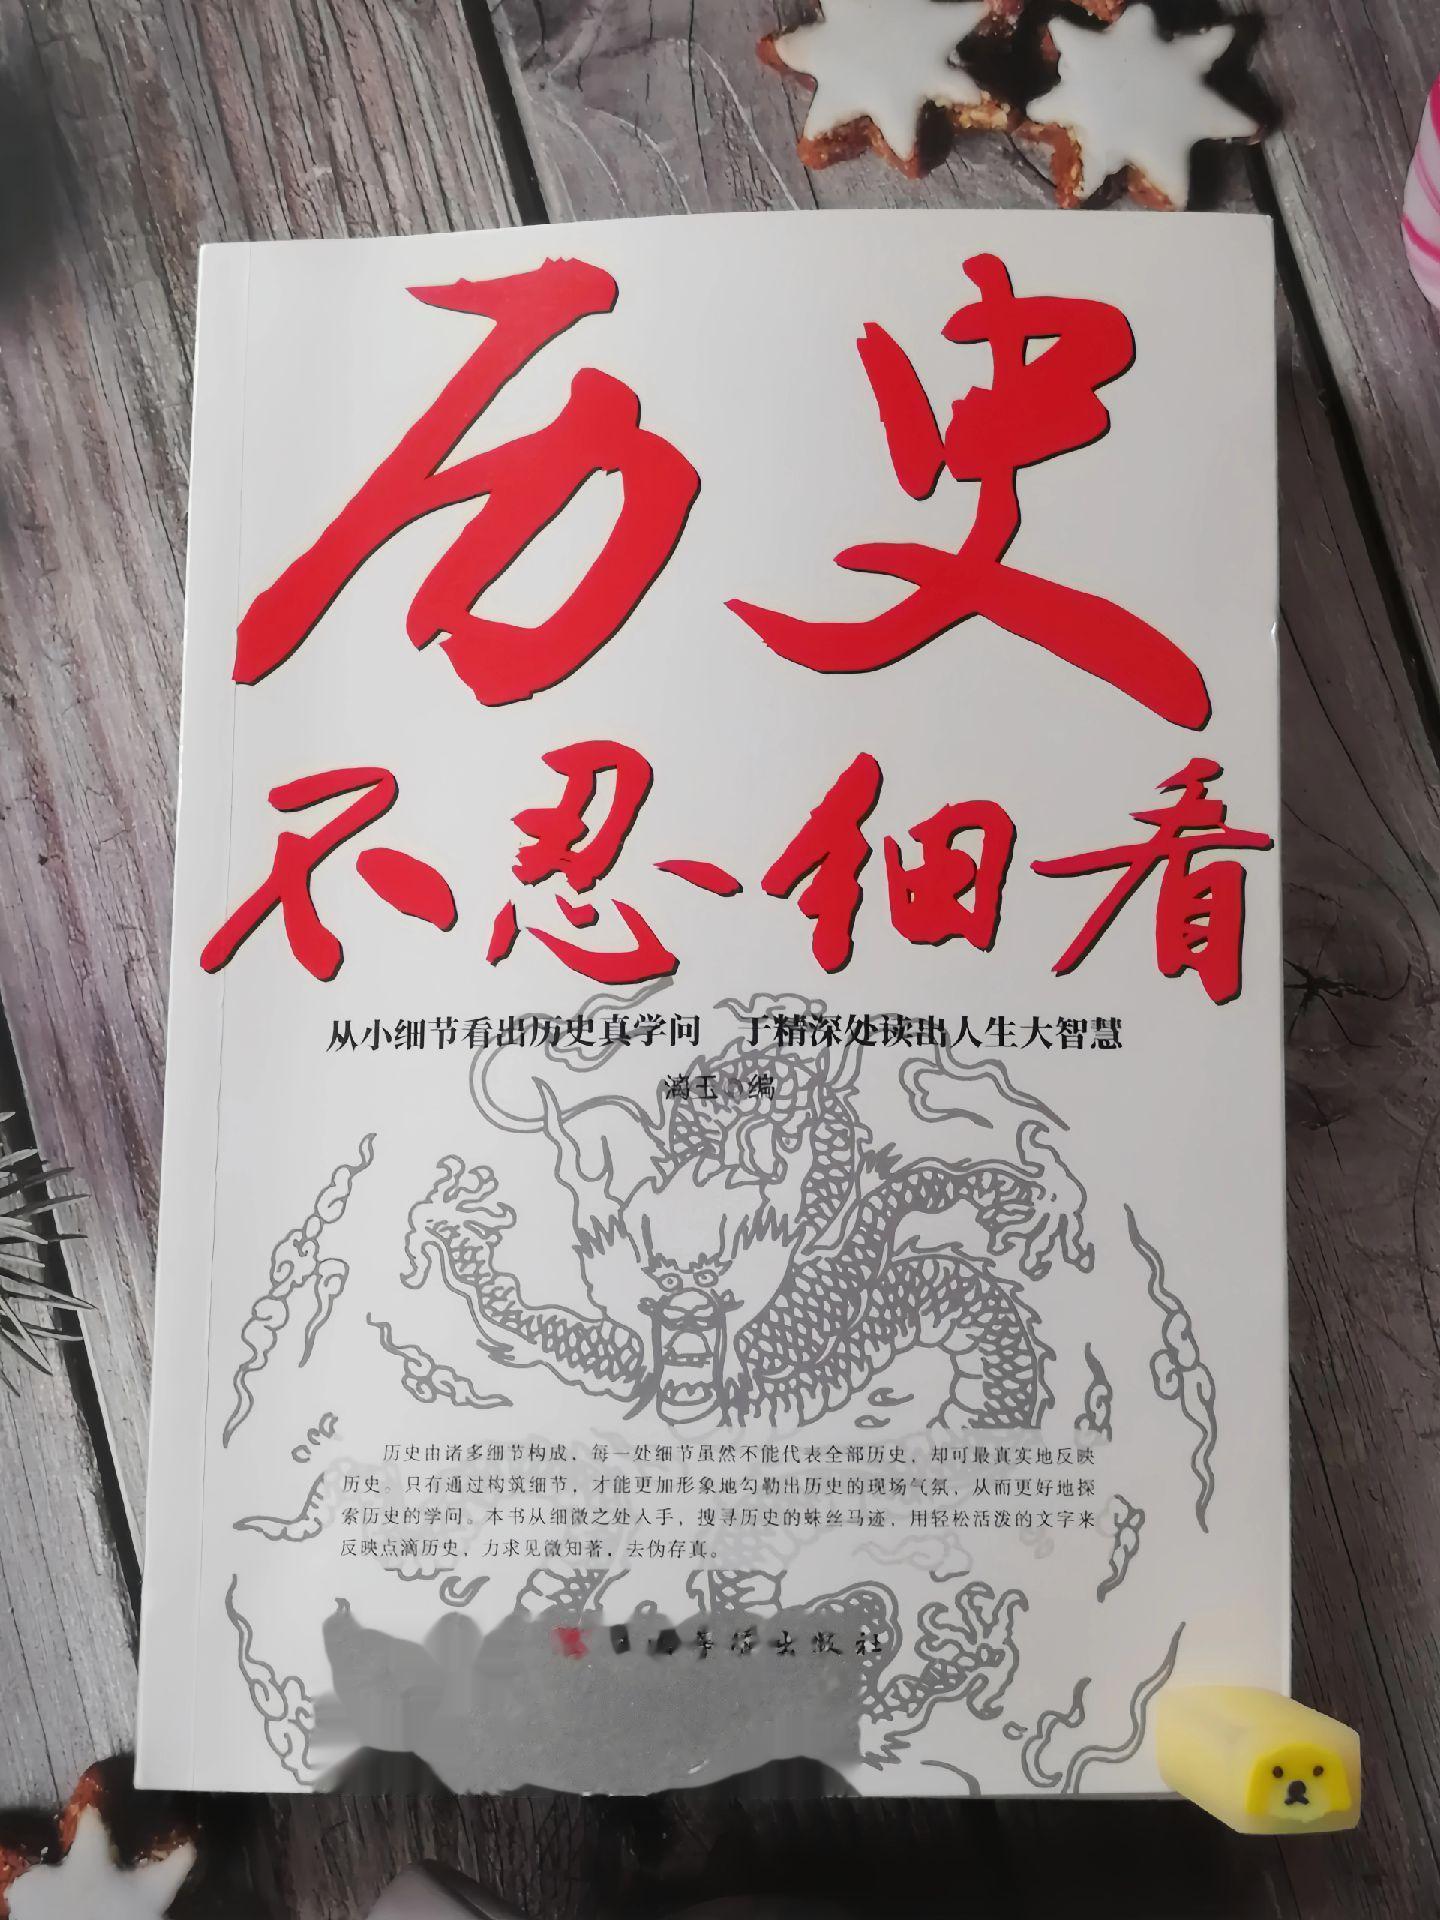 历史
不忍细看
从小细节看出历史真学问 于精深处读出人生大智慧
漪玉 编
历史由诸多细节构成，每一处细节虽然不能代表全部历史，却可最真实地反映
历史。只有通过构筑细节，才能更加形象地勾勒出历史的现场气氛，从而更好地探
索历史的学问。本书从细微之处入手，搜寻历史的蛛丝马迹，用轻松活泼的文字来
反映点滴历史，力求见微知著，去伪存真。
出版社